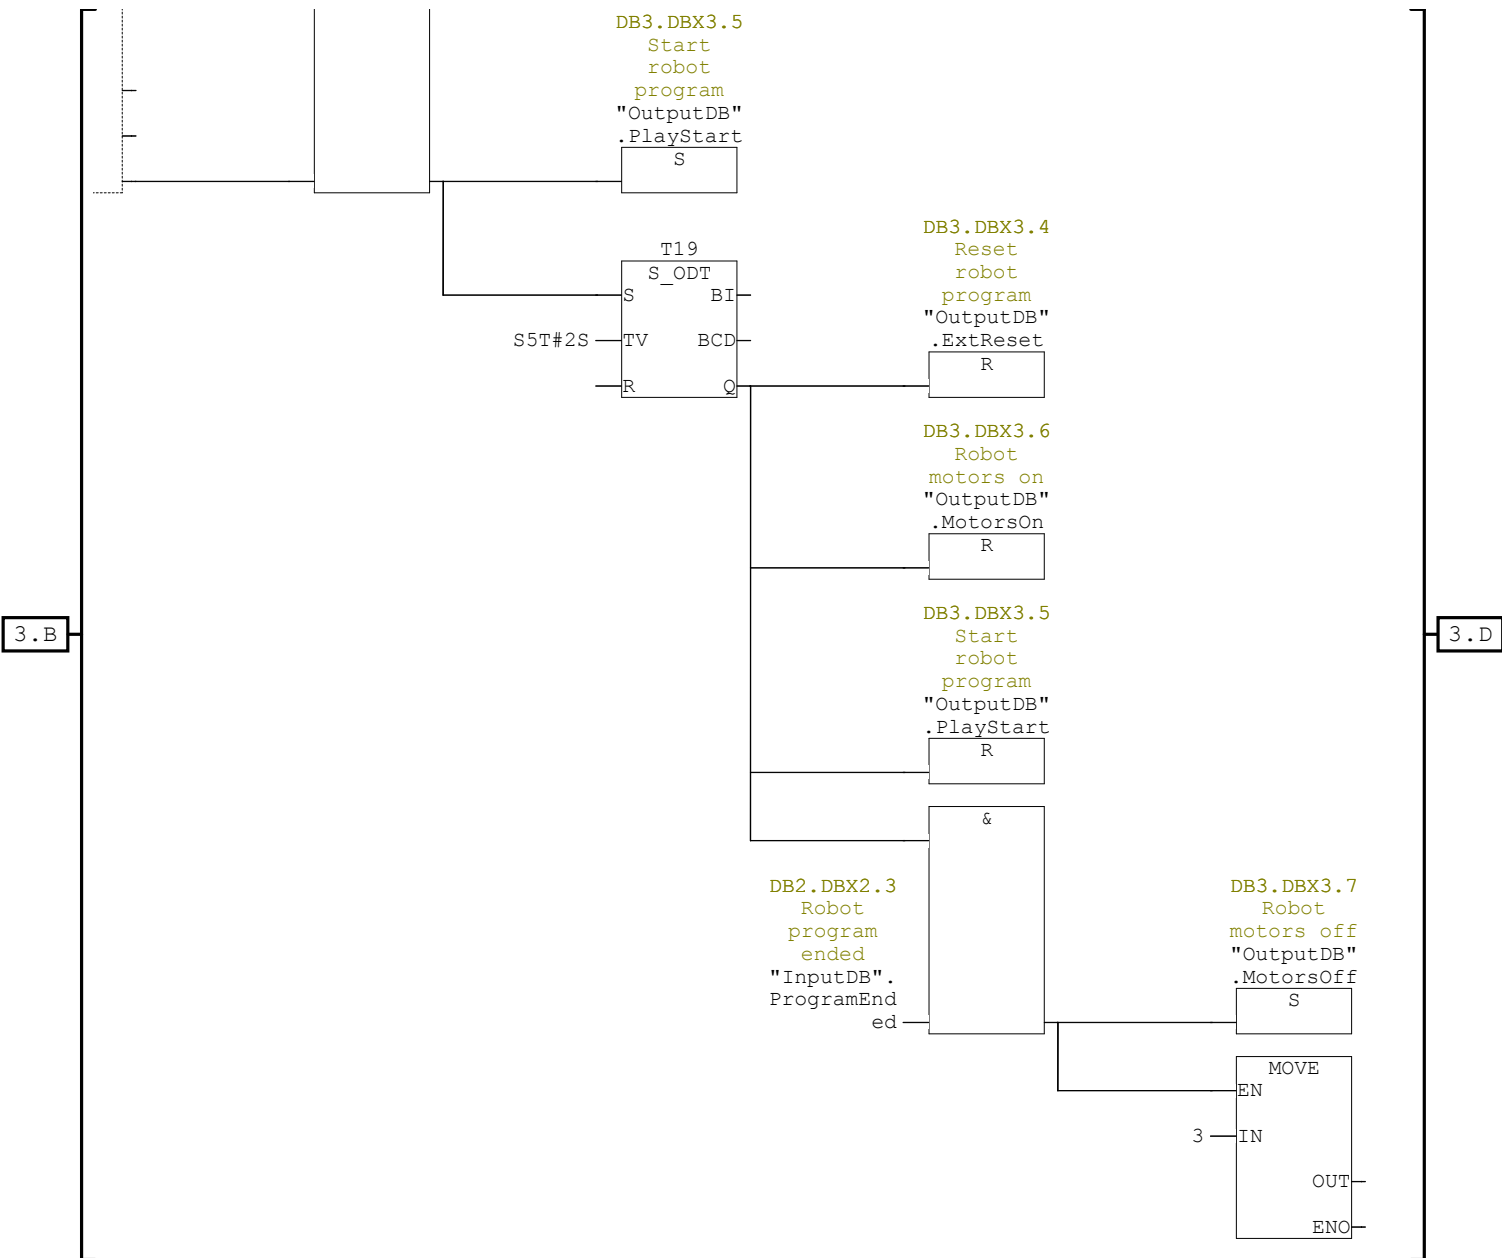 DB3.DBX3.5
Start
robot
program
"OutputDB"
.PlayStart
S
T19
S_ODT
S BI
S5T#2S TV BCD
R Q
DB3.DBX3.4
Reset
robot
program
"OutputDB"
.ExtReset
R
DB3.DBX3.6
Robot
motors on
"OutputDB"
.MotorsOn
R
3.B
3.D
DB3.DBX3.5
Start
robot
program
"OutputDB"
.PlayStart
R
&
DB2.DBX2.3
Robot
program
ended
"InputDB".
ProgramEnd
ed
DB3.DBX3.7
Robot
motors off
"OutputDB"
.MotorsOff
S
MOVE
EN
3 IN
OUT
ENO